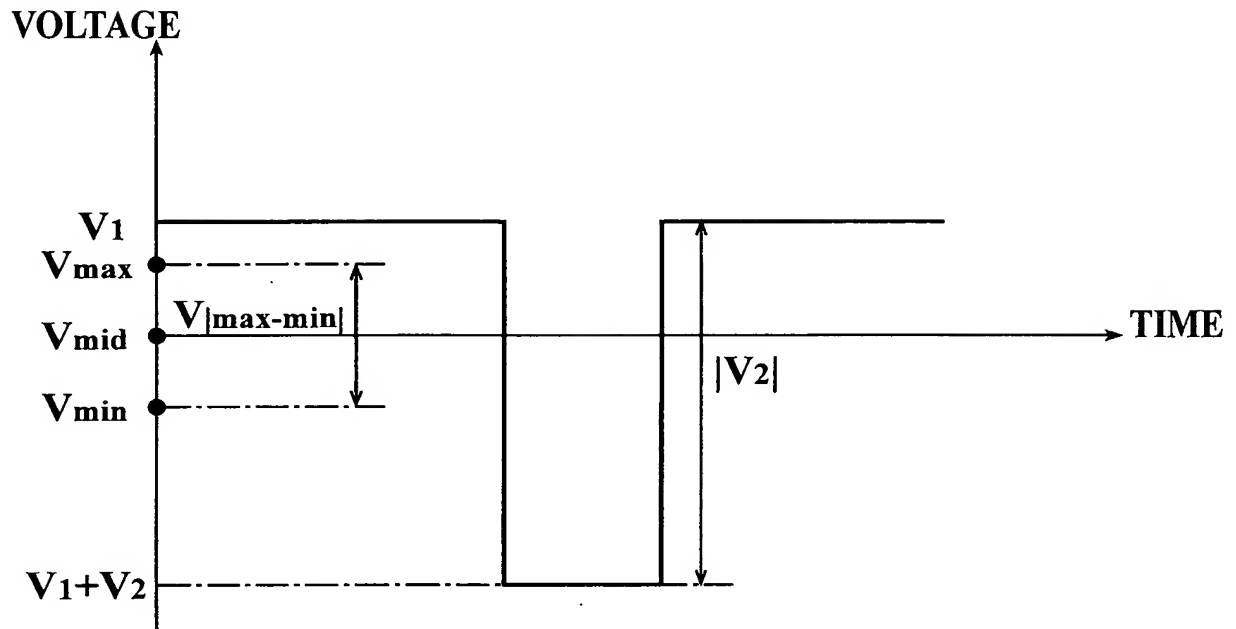 VOLTAGE
V1
Vmax
V|max-min|
Vmid
TIME
|V2|
Vmin
V1+V2